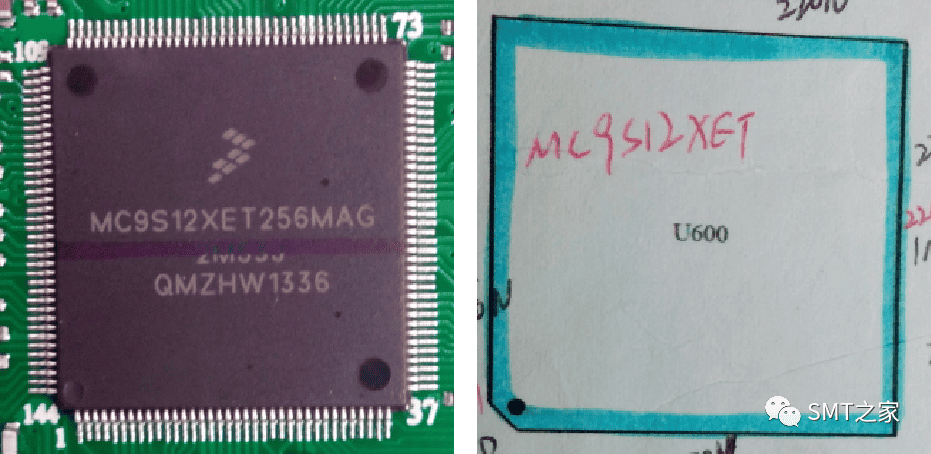 109
73
MC9S12XET256MAG
QMZHW1336
144
1
37
MC9S12XET
U600
SMT之家